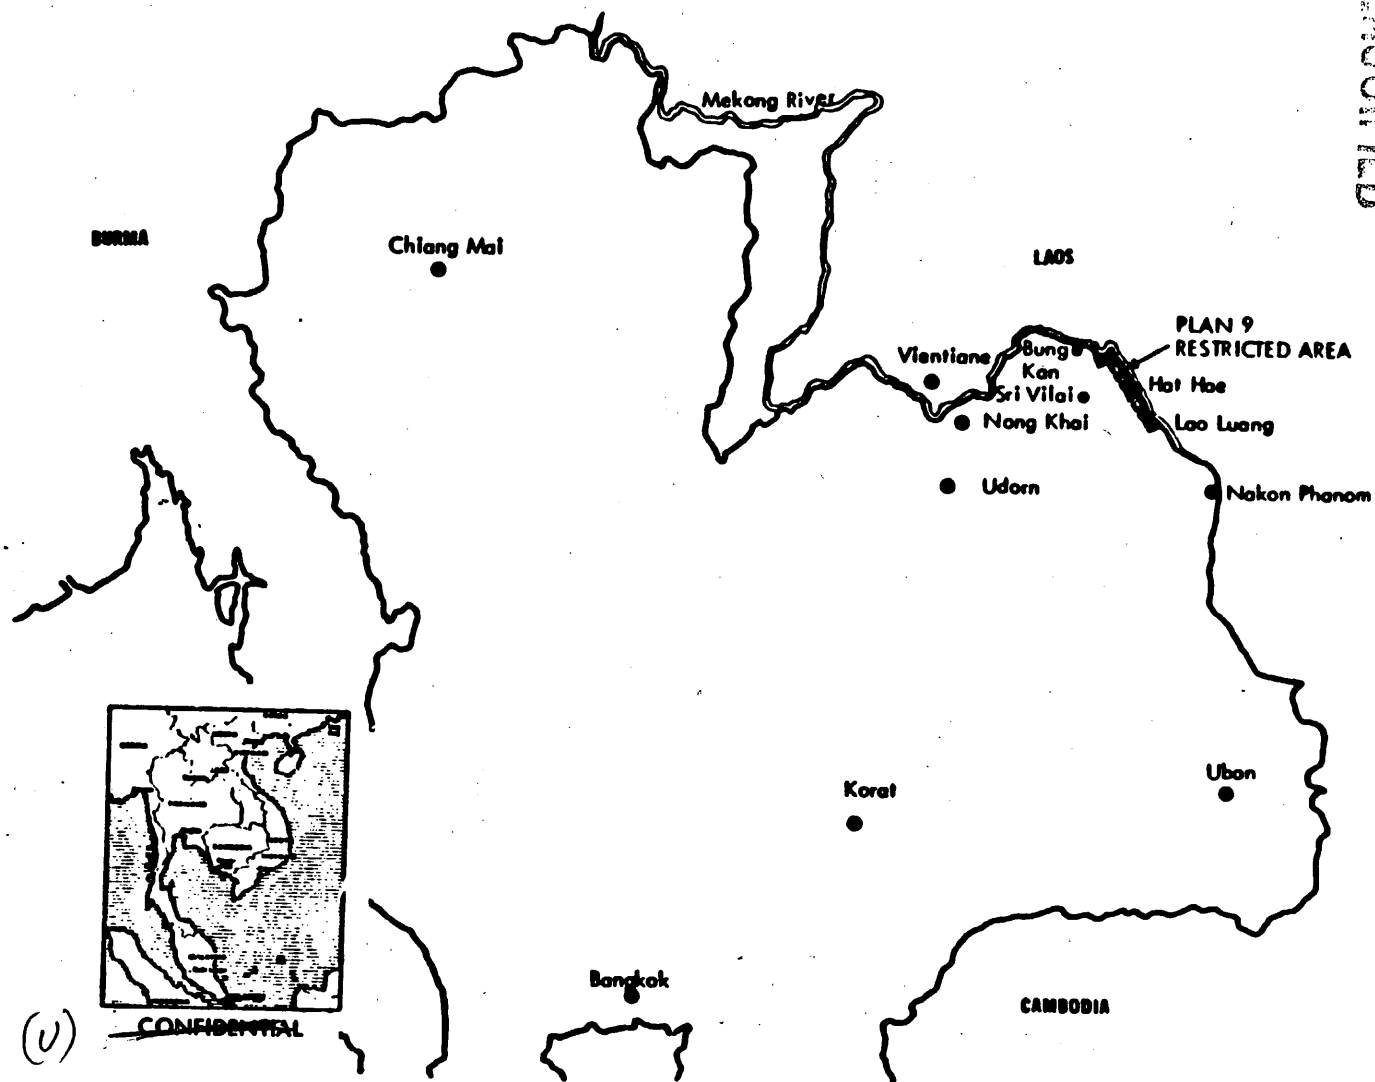 Mekong River
BURMA
Chiang Mai
LAOS
PLAN 9
RESTRICTED AREA
Vientiane
Bung
Kan
Hat Hae
Sri Vilai
Nong Khai
Lao Luang
Udorn
Nakon Phanom
Ubon
Korat
Bangkok
CAMBODIA
(U)
CONFIDENTIAL